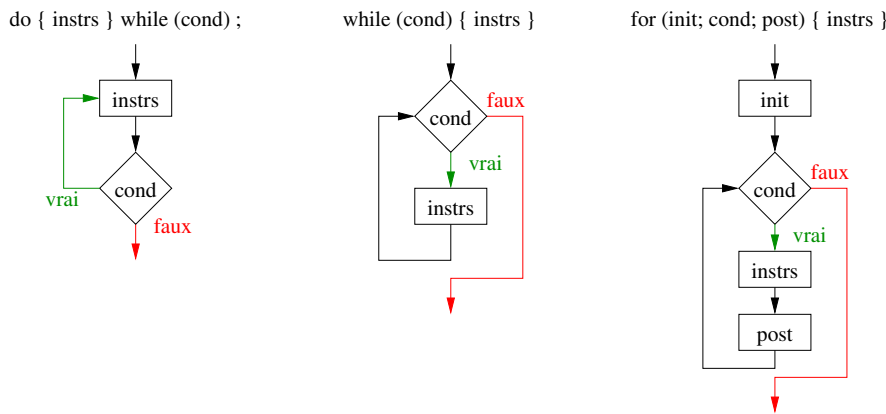 do { instrs } while (cond) ;
instrs
cond
vrai
faux
while (cond) { instrs }
cond
faux
vrai
instrs
for (init; cond; post) { instrs }
init
cond
faux
vrai
instrs
post